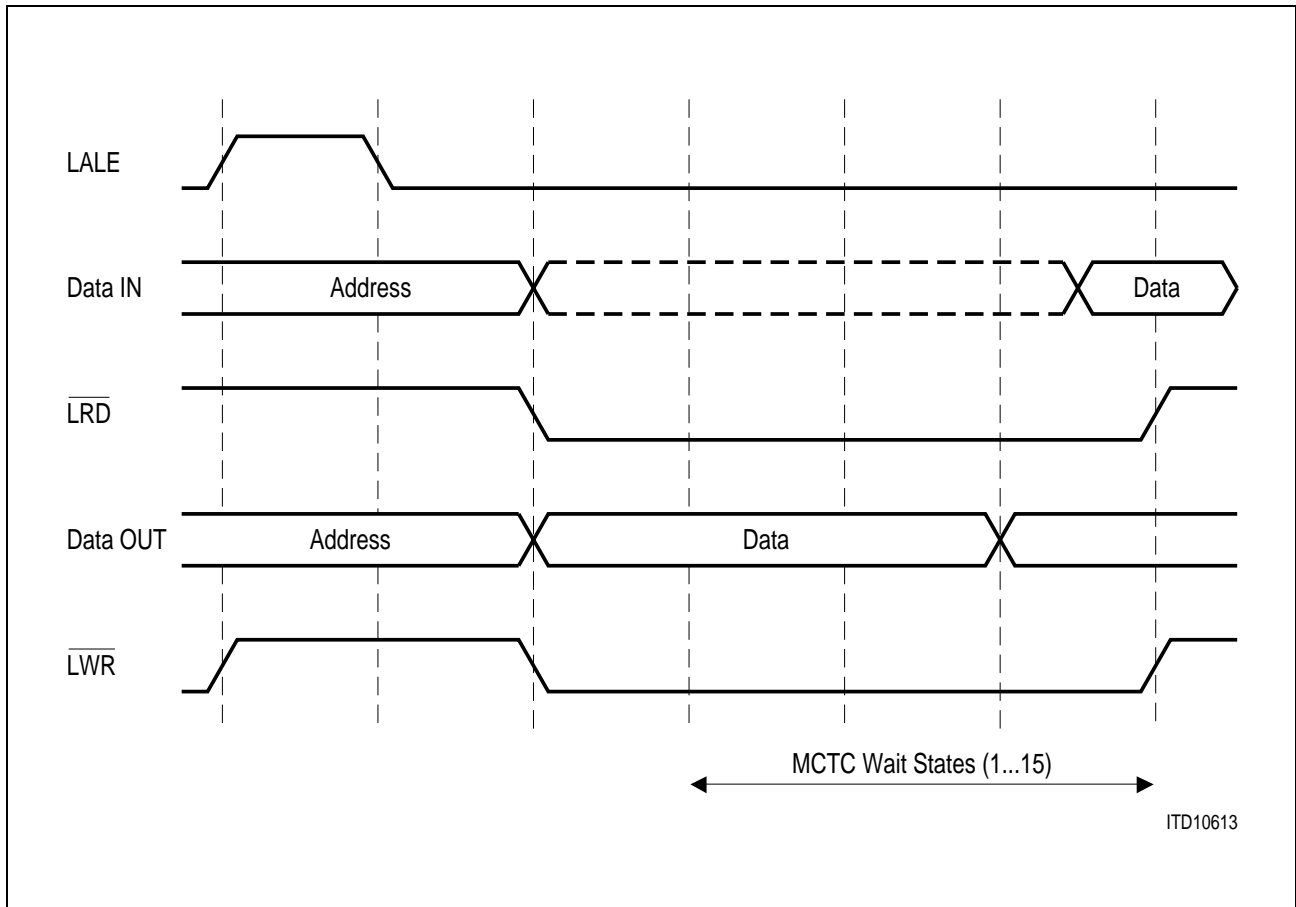 LALE
Data IN
Address
Data
LRD
Data OUT
Address
Data
LWR
MCTC Wait States (1...15)
ITD10613